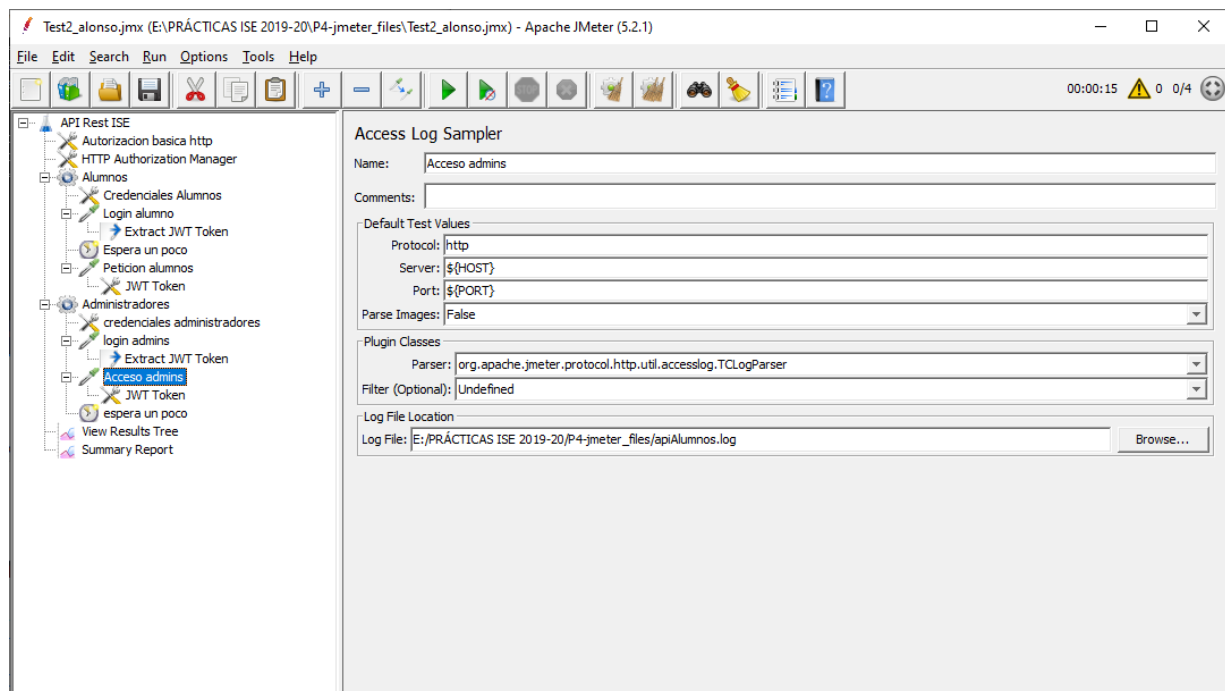 Test2_alonso.jmx (E:\PRÁCTICAS ISE 2019-20\P4-jmeter_files\Test2_alonso.jmx) - Apache JMeter (5.2.1)
File Edit Search Run Options Tools Help
STOP
00:00:15 0 0/4
API Rest ISE
Autorizacion basica http
HTTP Authorization Manager
Alumnos
Credenciales Alumnos
Login alumno
Extract JWT Token
Espera un poco
Peticion alumnos
JWT Token
Administradores
credenciales administradores
login admins
Extract JWT Token
Acceso admins
JWT Token
espera un poco
View Results Tree
Summary Report
Access Log Sampler
Name: Acceso admins
Comments:
Default Test Values
Protocol: http
Server: ${HOST}
Port: ${PORT}
Parse Images: False
Plugin Classes
Parser: org.apache.jmeter.protocol.http.util.accesslog.TCLogParser
Filter (Optional): Undefined
Log File Location
Log File: E:/PRÁCTICAS ISE 2019-20/P4-jmeter_files/apiAlumnos.log Browse...